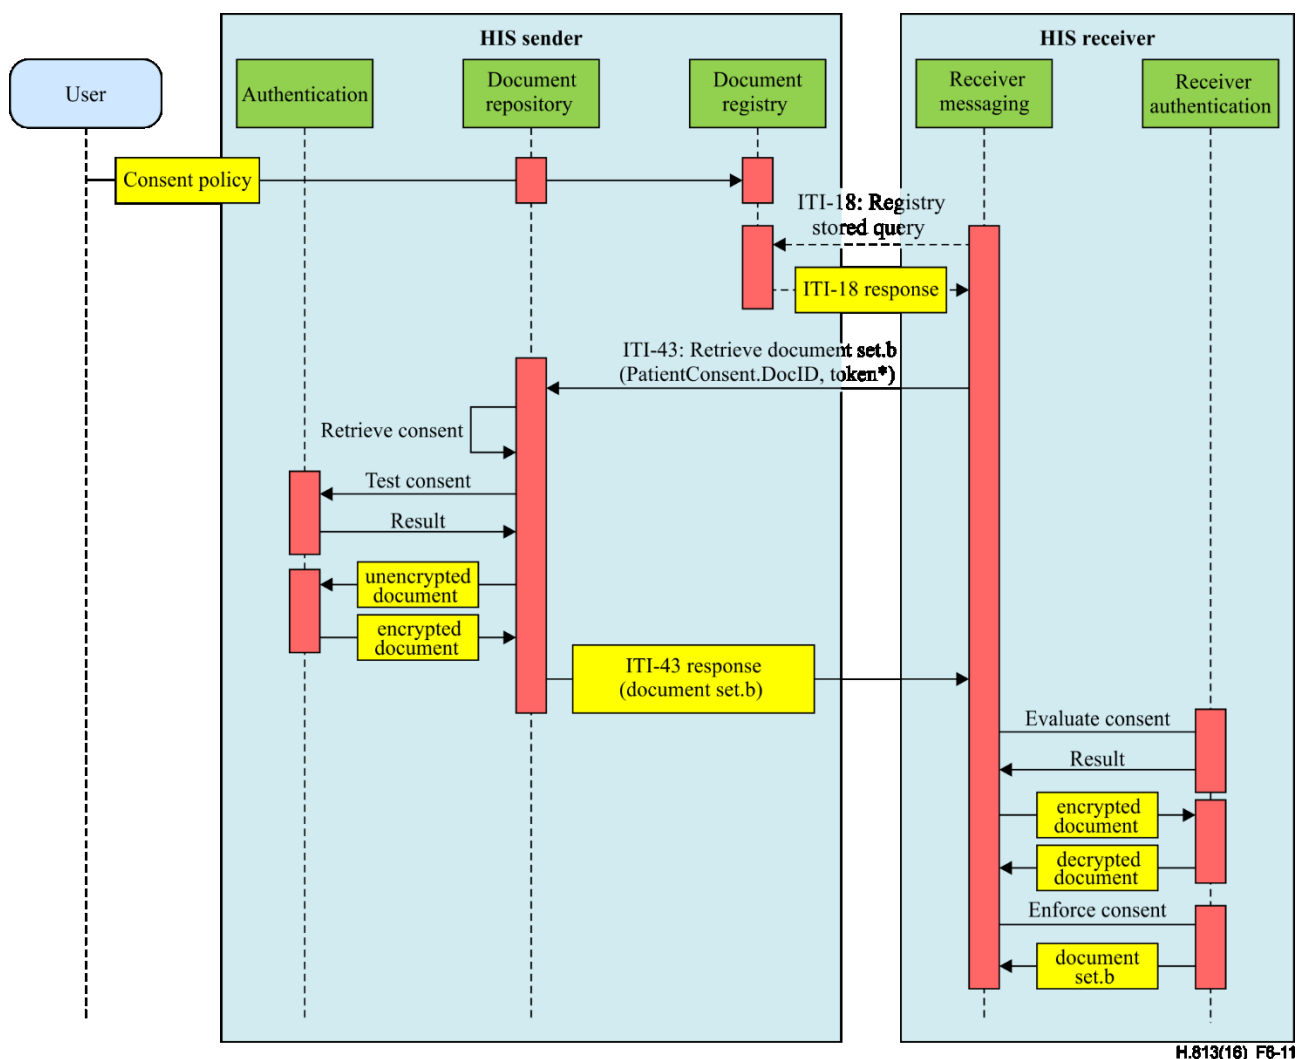 HIS sender
HIS receiver
User
Authentication
Document
repository
Document
registry
Receiver
messaging
Receiver
authentication
Consent policy
ITI-18: Registry
stored query
ITI-18 response
ITI-43: Retrieve document set.b
(PatientConsent.DocID, token*)
Retrieve consent
Test consent
Result
unencrypted
document
encrypted
document
ITI-43 response
(document set.b)
Evaluate consent
Result
encrypted
document
decrypted
document
Enforce consent
document
set.b
H.813(16)_F6-11